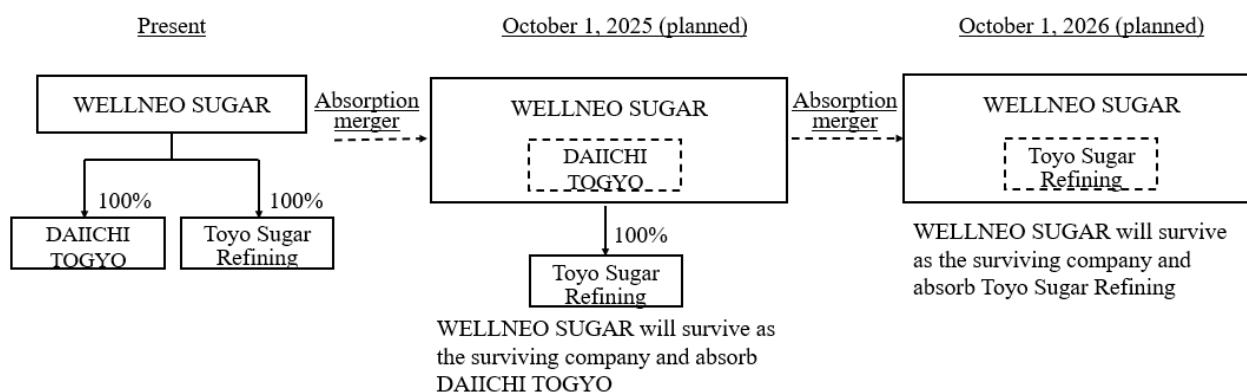 Present
WELLNEO SUGAR
100%
100%
DAIICHI
TOGYO
Toyo Sugar
Refining
Absorption
merger
October 1, 2025 (planned)
WELLNEO SUGAR
DAIICHI
TOGYO
100%
Toyo Sugar
Refining
WELLNEO SUGAR will survive as
the surviving company and absorb
DAIICHI TOGYO
Absorption
merger
October 1, 2026 (planned)
WELLNEO SUGAR
Toyo Sugar
Refining
WELLNEO SUGAR will survive
as the surviving company and
absorb Toyo Sugar Refining